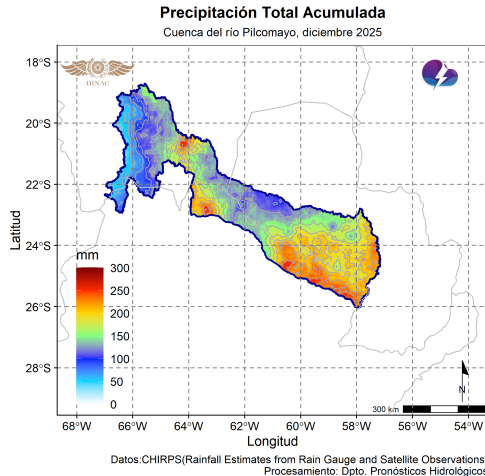 Precipitación Total Acumulada
Cuenca del río Pilcomayo, diciembre 2025
DINAC
18°S
20°S
22°S
24°S
26°S
28°S
Latitud
mm
300
250
200
150
100
50
0
N
300 km
68°W
66°W
64°W
62°W
60°W
58°W
56°W
54°W
Longitud
Datos:CHIRPS(Rainfall Estimates from Rain Gauge and Satellite Observations
Procesamiento: Dpto. Pronósticos Hidrológicos